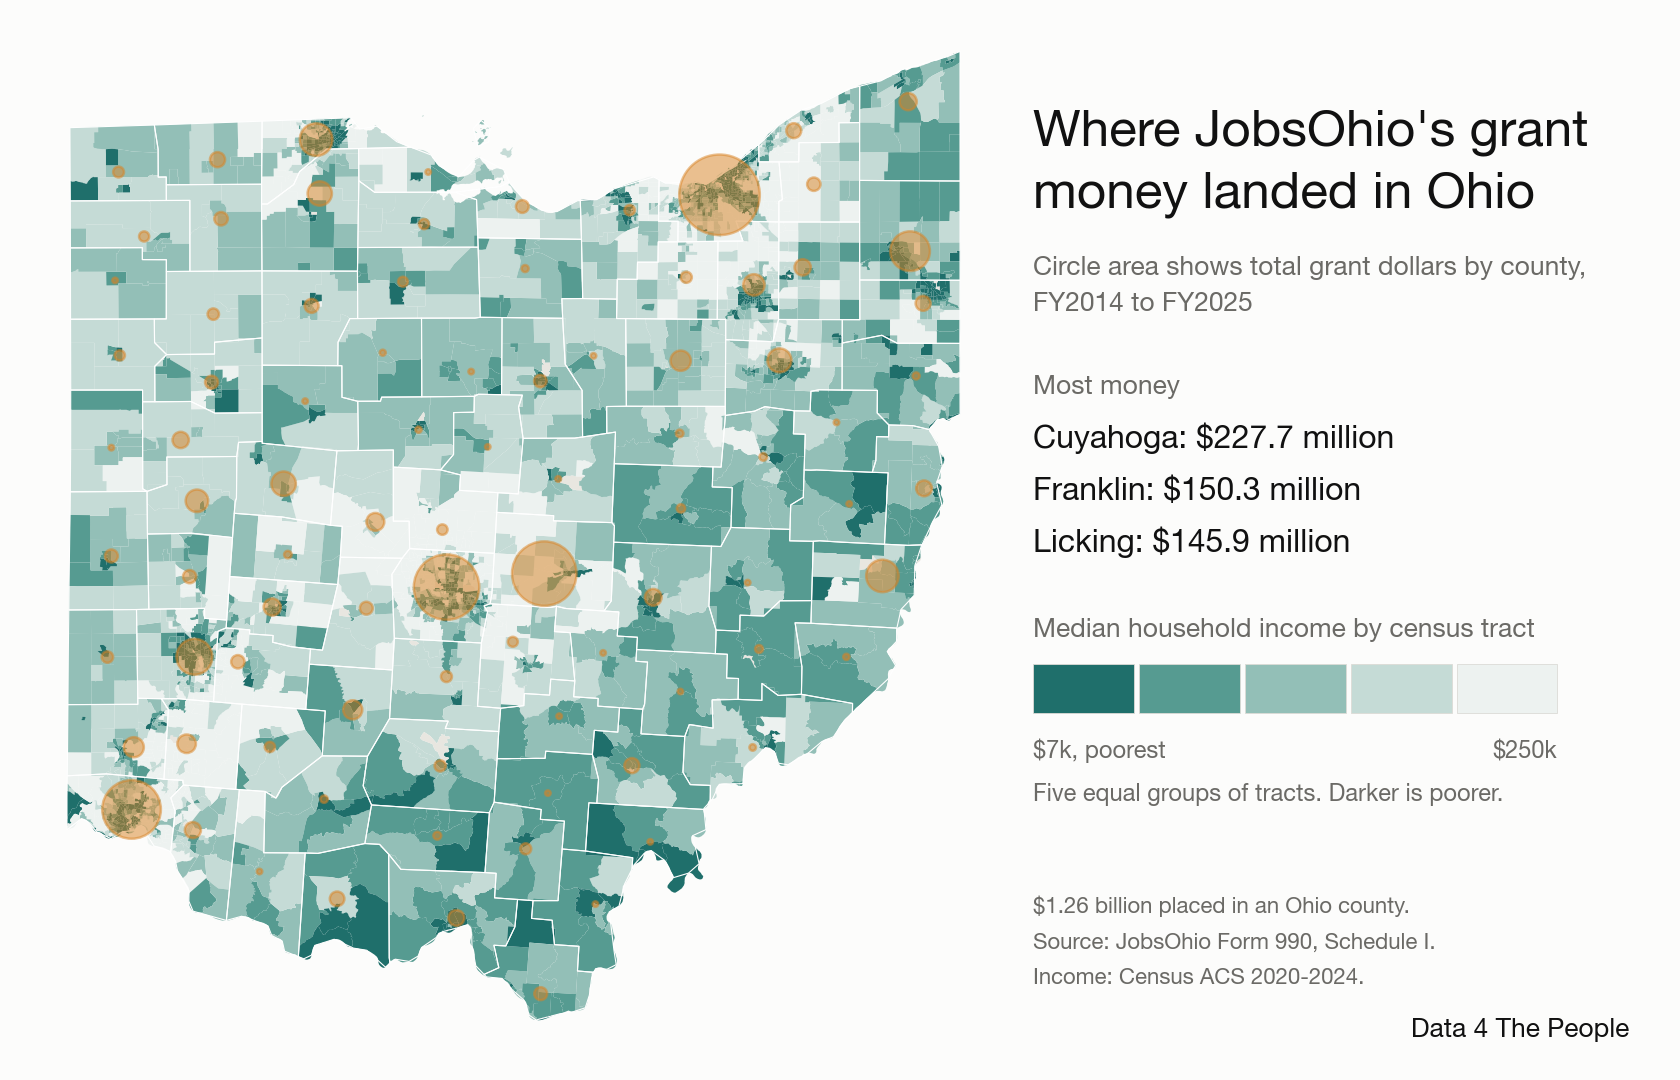 Where JobsOhio's grant
money landed in Ohio
Circle area shows total grant dollars by county,
FY2014 to FY2025
Most money
Cuyahoga: $227.7 million
Franklin: $150.3 million
Licking: $145.9 million
Median household income by census tract
$7k, poorest
$250k
Five equal groups of tracts. Darker is poorer.
$1.26 billion placed in an Ohio county.
Source: JobsOhio Form 990, Schedule I.
Income: Census ACS 2020-2024.
Data 4 The People